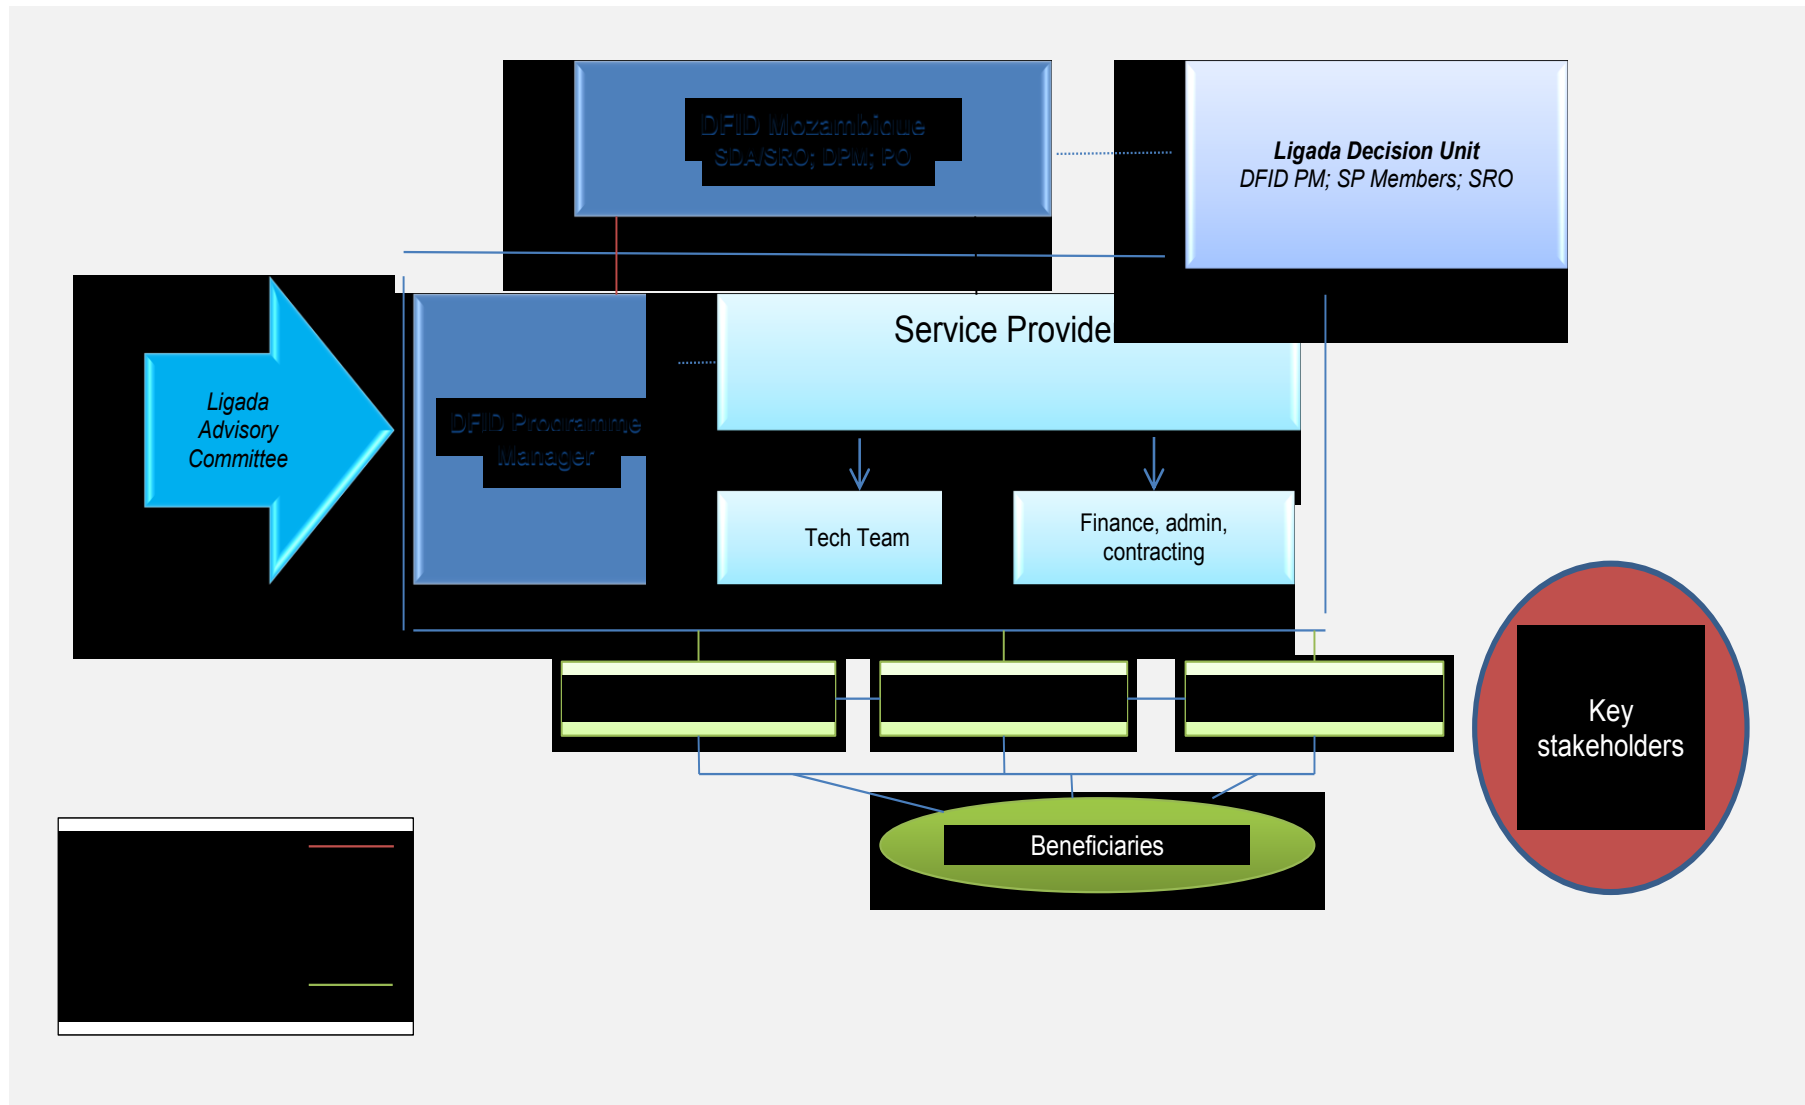 DFID Mozambique
SDA/SRO; DPM; PO
Ligada Decision Unit
DFID PM; SP Members; SRO
Service Provide
Ligada
Advisory
Committee
DFID Programme
Manager
Tech Team
Finance, admin,
contracting
Key
stakeholders
Beneficiaries